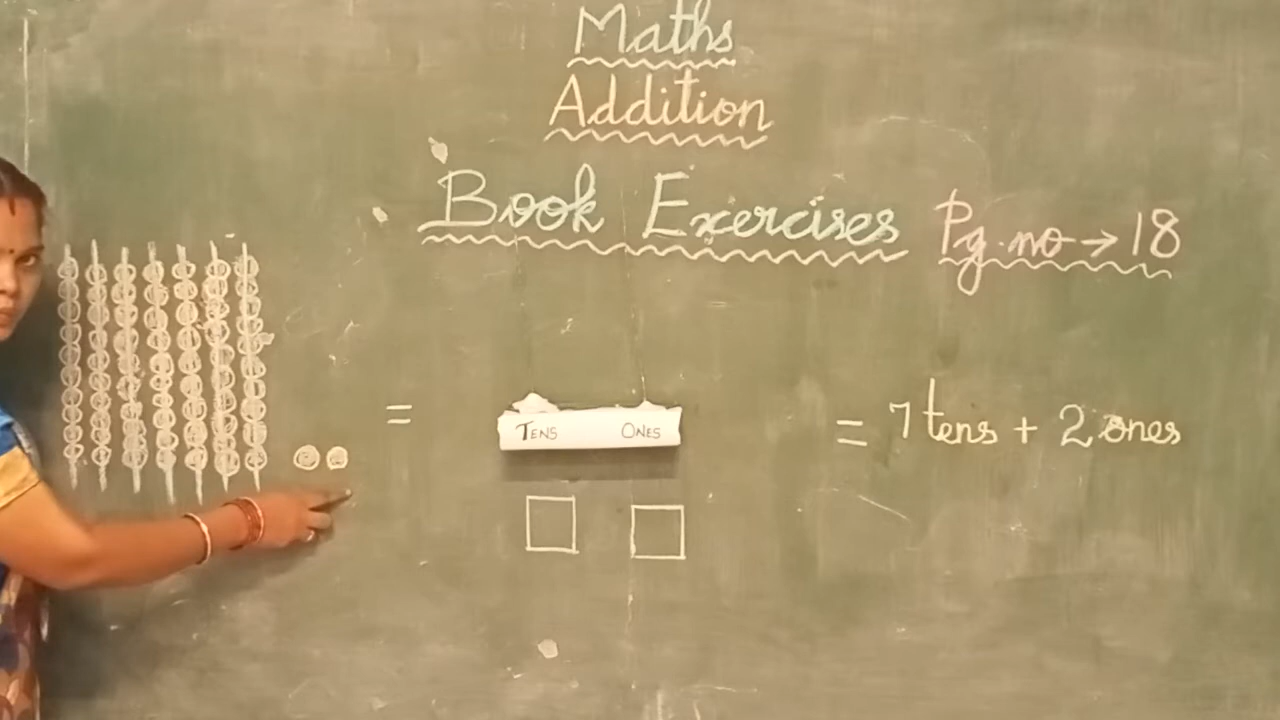 Maths
Addition
Book Exercises Pg.no → 18
= TENS ONES = 7 tens + 2 ones